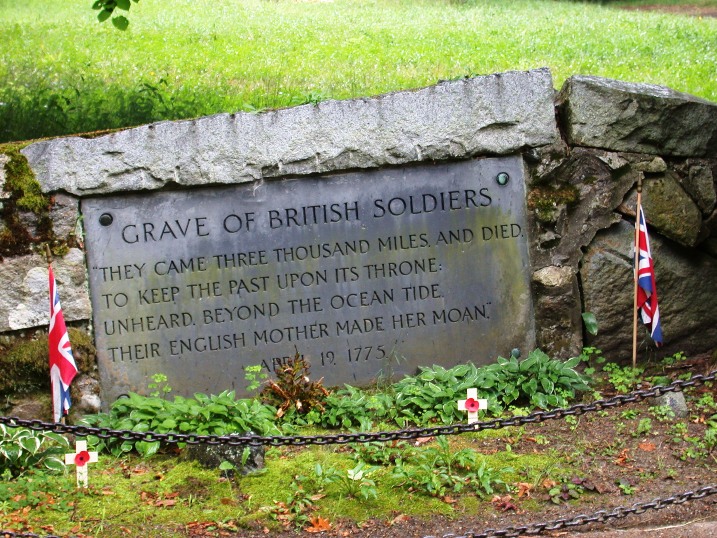 GRAVE OF BRITISH SOLDIERS
"THEY CAME THREE THOUSAND MILES, AND DIED,
TO KEEP THE PAST UPON ITS THRONE:
UNHEARD, BEYOND THE OCEAN TIDE,
THEIR ENGLISH MOTHER MADE HER MOAN."
APRIL 19, 1775